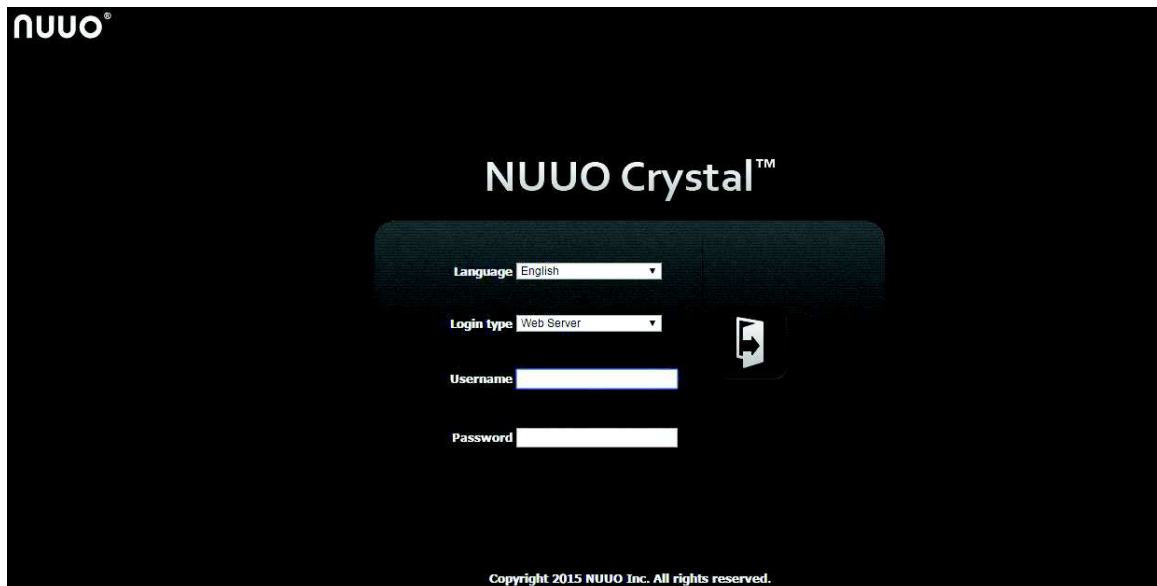 nuuo®
NUUO Crystal™
Language English
Login type Web Server
Username
Password
Copyright 2015 NUUO Inc. All rights reserved.